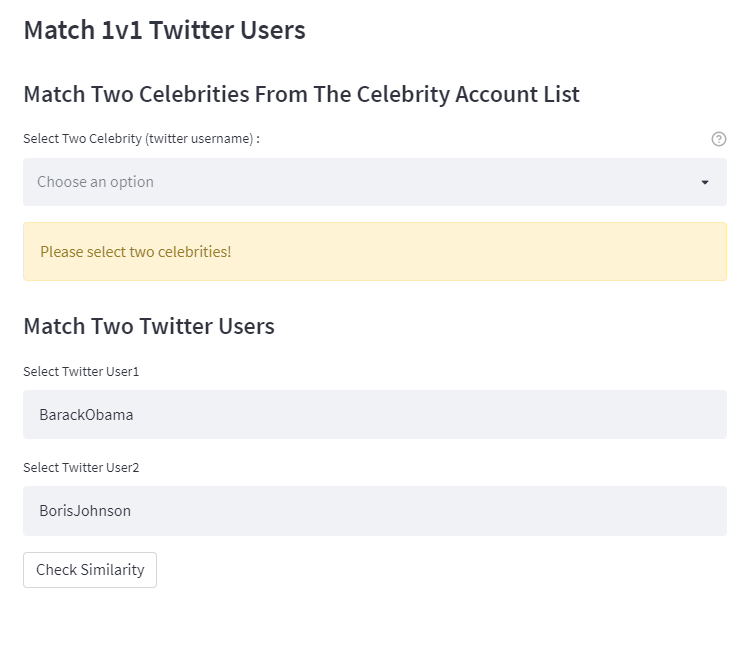 Match 1v1 Twitter Users
Match Two Celebrities From The Celebrity Account List
Select Two Celebrity (twitter username) :
Choose an option
Please select two celebrities!
Match Two Twitter Users
Select Twitter User1
BarackObama
Select Twitter User2
BorisJohnson
Check Similarity